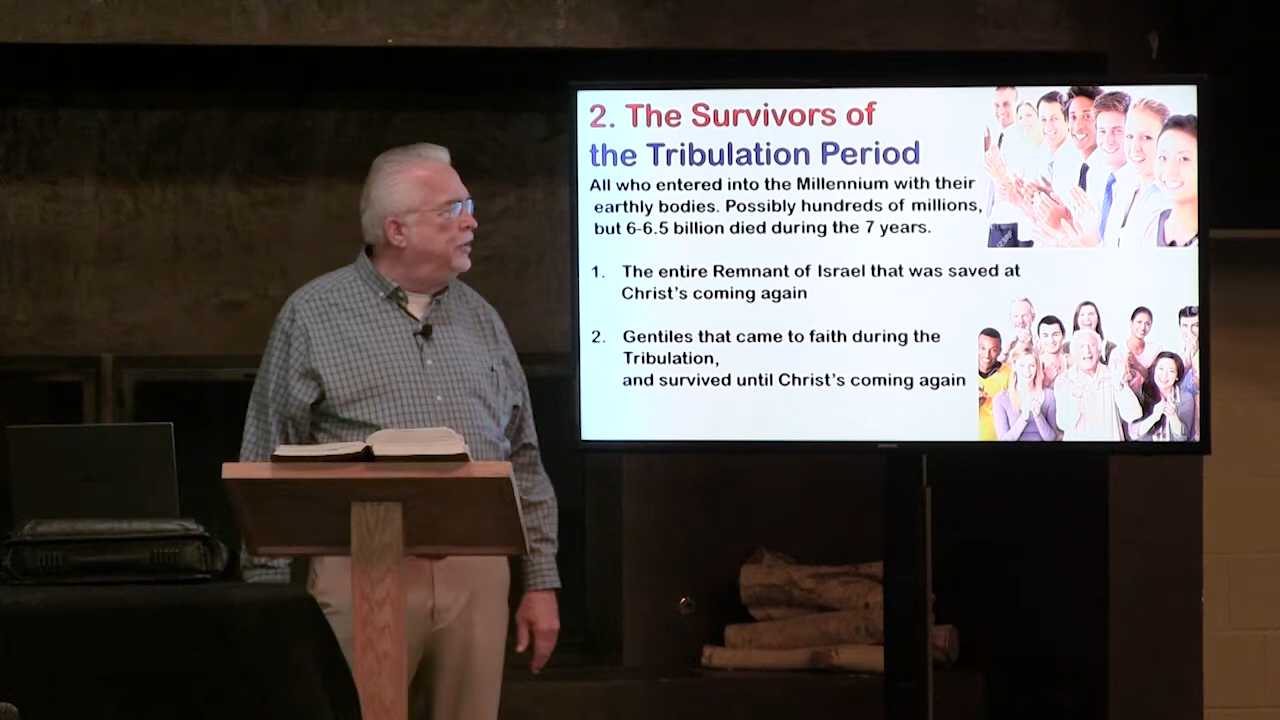 2. The Survivors of
the Tribulation Period
All who entered into the Millennium with their
earthly bodies. Possibly hundreds of millions,
but 6-6.5 billion died during the 7 years.
1. The entire Remnant of Israel that was saved at
Christ's coming again
2. Gentiles that came to faith during the
Tribulation,
and survived until Christ's coming again